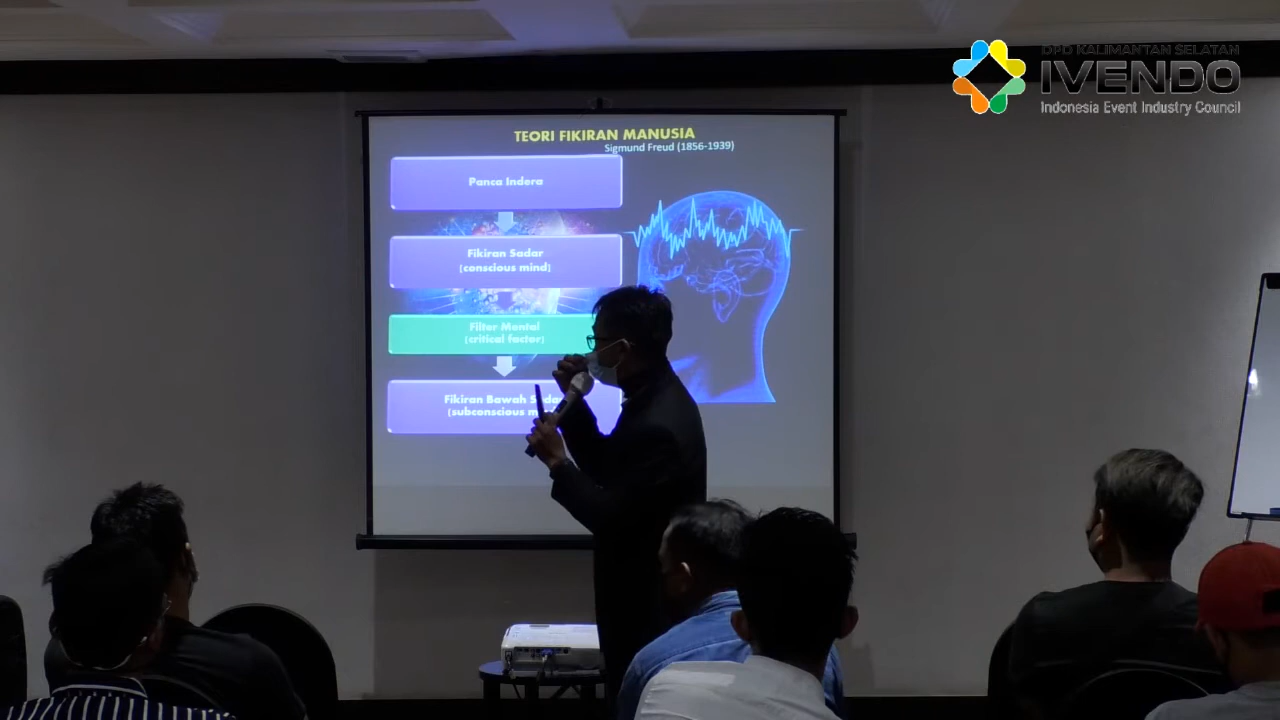 DPD KALIMANTAN SELATAN
IVENDO
Indonesia Event Industry Council
TEORI FIKIRAN MANUSIA
Sigmund Freud (1856-1939)
Panca Indera
Fikiran Sadar
(conscious mind)
Filter Mental
(critical factor)
Fikiran Bawah
(subconscious